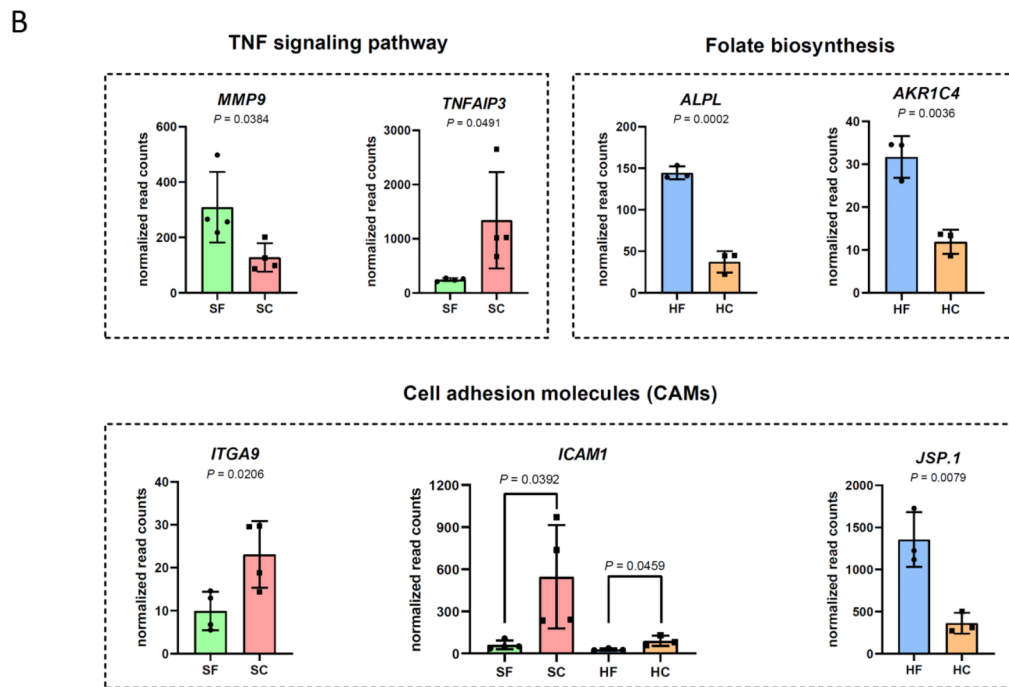 B
TNF signaling pathway
Folate biosynthesis
MMP9
P = 0.0384
normalized read counts
600
400
200
0
SF
SC
TNFAIP3
P = 0.0491
normalized read counts
3000
2000
1000
0
SF
SC
ALPL
P = 0.0002
normalized read counts
150
100
50
0
HF
HC
AKR1C4
P = 0.0036
normalized read counts
40
30
20
10
0
HF
HC
Cell adhesion molecules (CAMs)
ITGA9
P = 0.0206
normalized read counts
40
30
20
10
0
SF
SC
ICAM1
P = 0.0392
P = 0.0459
normalized read counts
1200
900
600
300
0
SF
SC
HF
HC
JSP.1
P = 0.0079
normalized read counts
2000
1500
1000
500
0
HF
HC